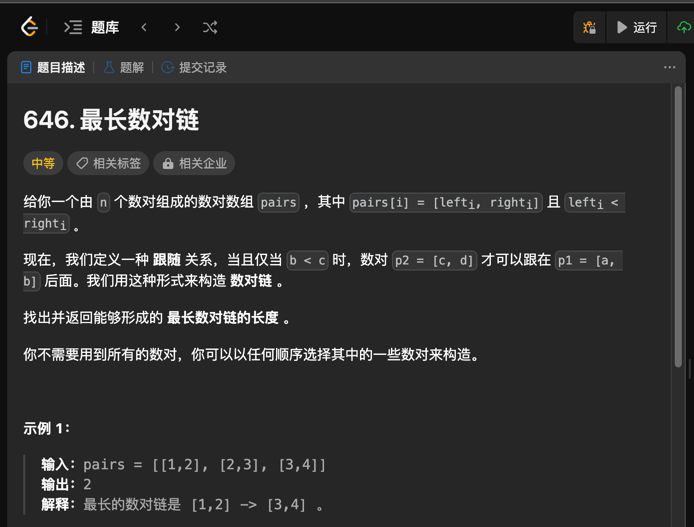 题库
运行
题目描述 题解 提交记录
646. 最长数对链
中等 相关标签 相关企业
给你一个由 n 个数对组成的数对数组 pairs ，其中 pairs[i] = [lefti, righti] 且 lefti <
righti 。
现在，我们定义一种 跟随 关系，当且仅当 b < c 时，数对 p2 = [c, d] 才可以跟在 p1 = [a,
b] 后面。我们用这种形式来构造 数对链 。
找出并返回能够形成的 最长数对链的长度 。
你不需要用到所有的数对，你可以以任何顺序选择其中的一些数对来构造。
示例 1：
输入：pairs = [[1,2], [2,3], [3,4]]
输出：2
解释：最长的数对链是 [1,2] -> [3,4] 。